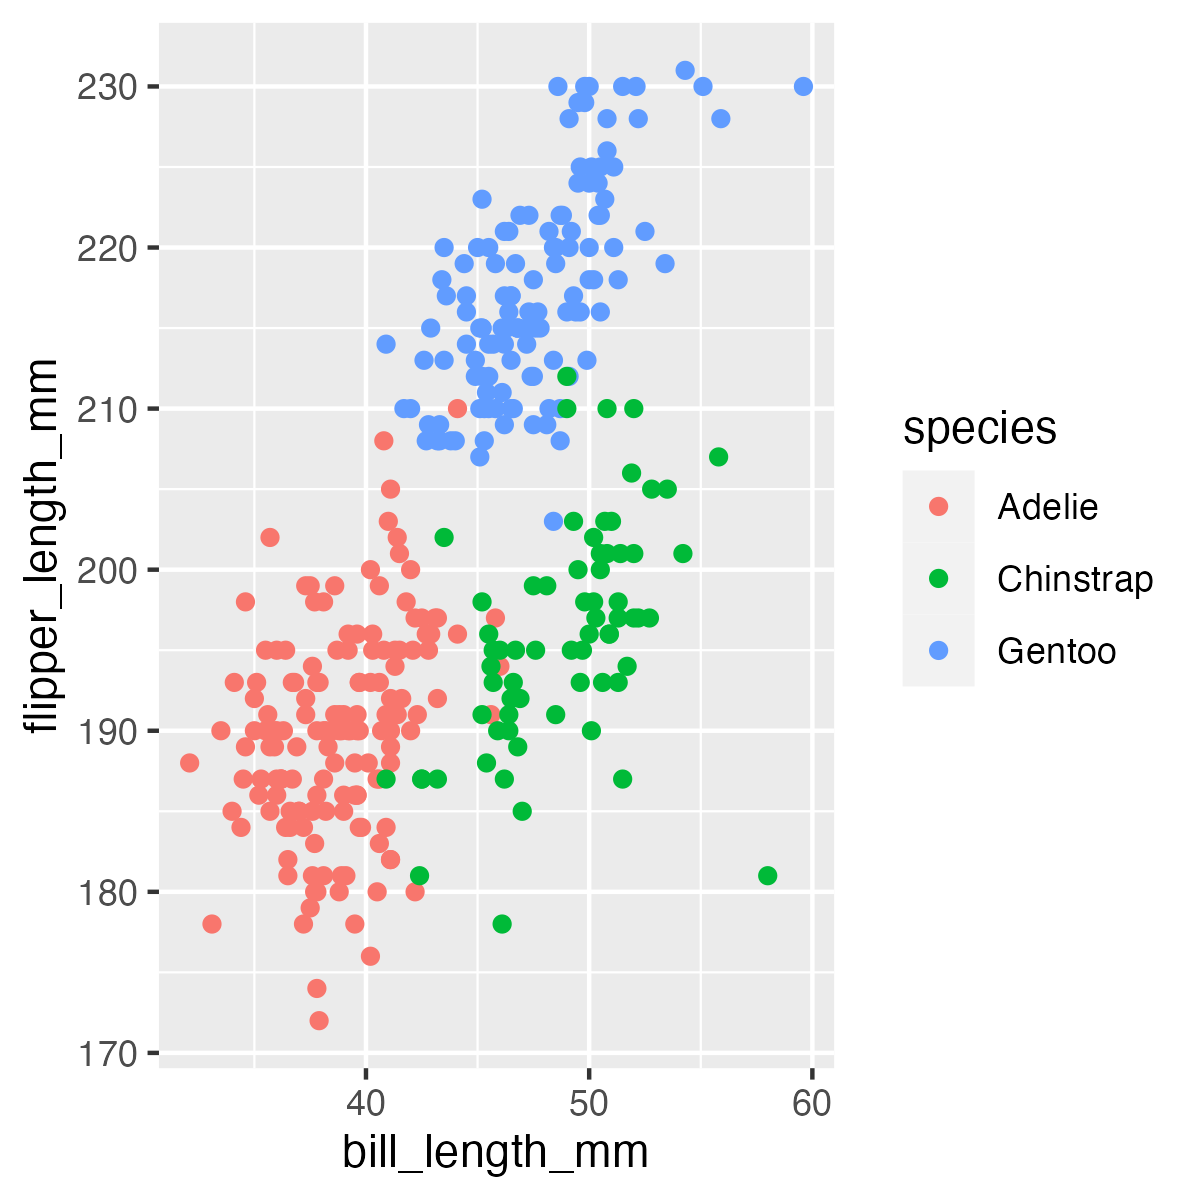 230
220
210
200
190
180
170
flipper_length_mm
40 50 60
bill_length_mm
species
Adelie
Chinstrap
Gentoo